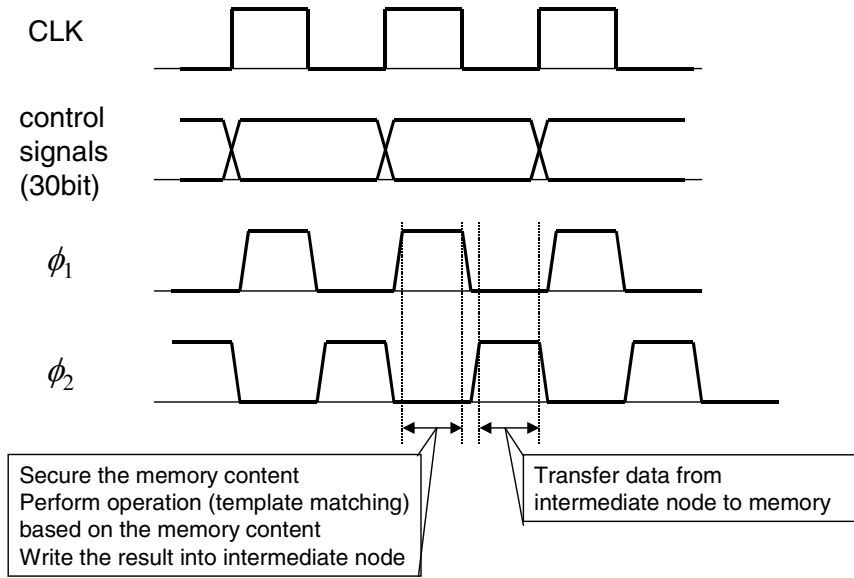 CLK
control
signals
(30bit)
ϕ1
ϕ2
Secure the memory content
Perform operation (template matching)
based on the memory content
Write the result into intermediate node
Transfer data from
intermediate node to memory